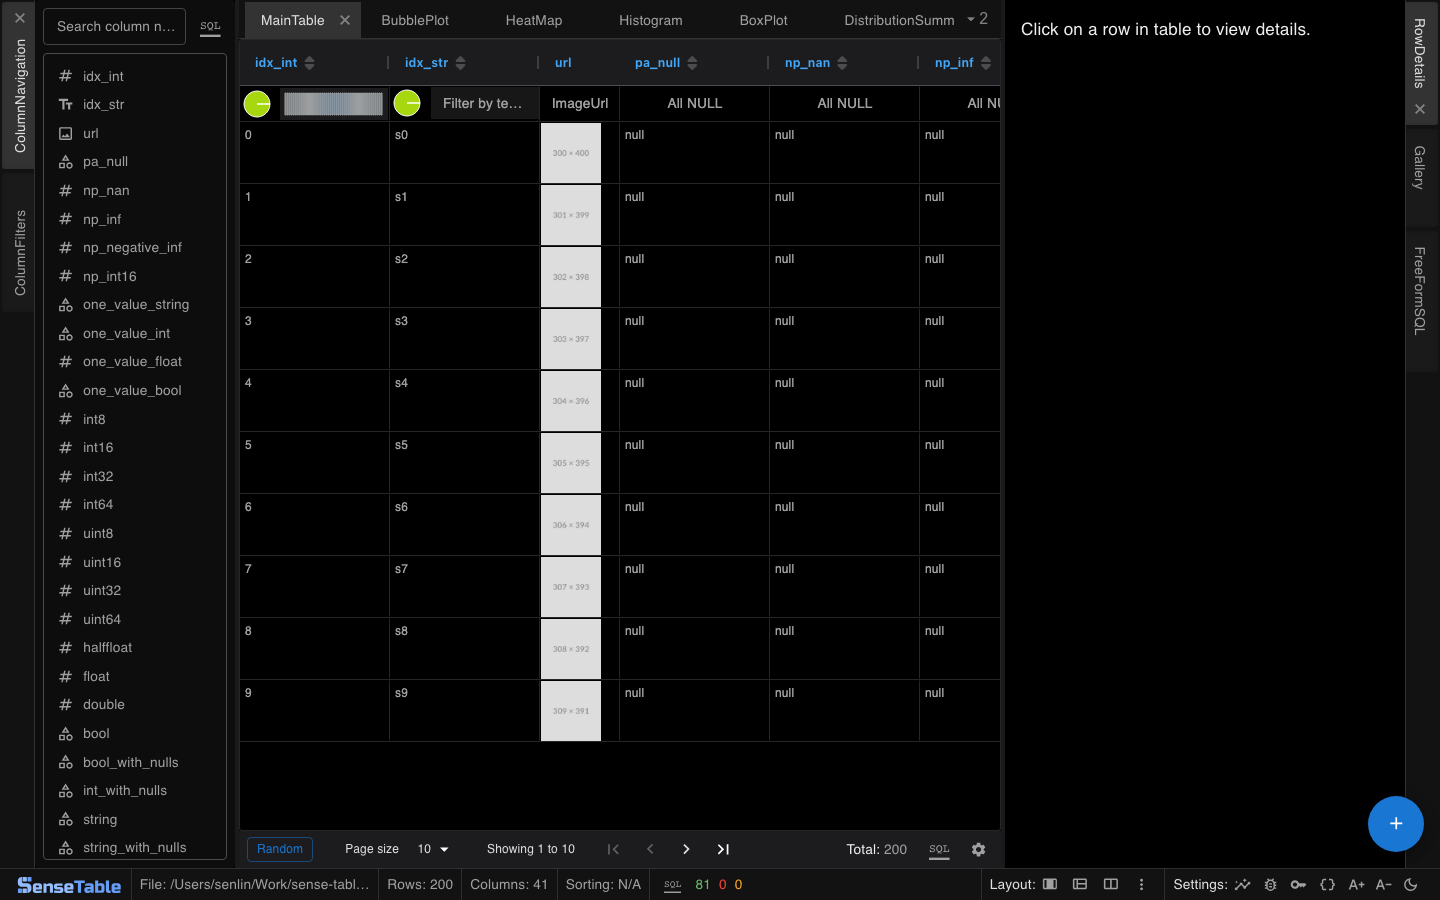 ColumnNavigation
ColumnFilters
Search column n...
SQL
idx_int
idx_str
url
pa_null
np_nan
np_inf
np_negative_inf
np_int16
one_value_string
one_value_int
one_value_float
one_value_bool
int8
int16
int32
int64
uint8
uint16
uint32
uint64
halffloat
float
double
bool
bool_with_nulls
int_with_nulls
string
string_with_nulls
MainTable BubblePlot HeatMap Histogram BoxPlot DistributionSumm 2
idx_int idx_str url pa_null np_nan np_inf
Filter by te... ImageUrl All NULL All NULL All NU
0 s0 300 × 400 null null null
1 s1 301 × 399 null null null
2 s2 302 × 398 null null null
3 s3 303 × 397 null null null
4 s4 304 × 396 null null null
5 s5 305 × 395 null null null
6 s6 306 × 394 null null null
7 s7 307 × 393 null null null
8 s8 308 × 392 null null null
9 s9 309 × 391 null null null
Random Page size 10 Showing 1 to 10 Total: 200 SQL
Click on a row in table to view details.
RowDetails
Gallery
FreeFormSQL
+
SenseTable File: /Users/senlin/Work/sense-tabl... Rows: 200 Columns: 41 Sorting: N/A SQL 81 0 0 Layout: Settings: A+ A-